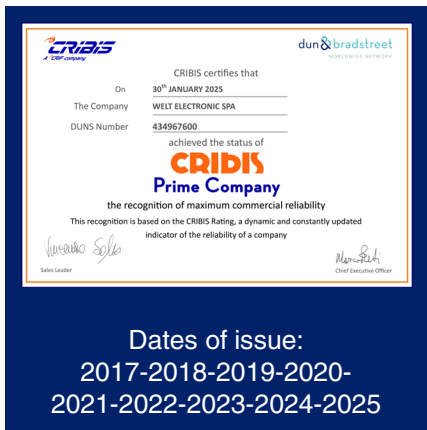 CRIBIS
A CRIF company
dun & bradstreet
WORLDWIDE NETWORK
CRIBIS certifies that
On 30th JANUARY 2025
The Company WELT ELECTRONIC SPA
DUNS Number 434967600
achieved the status of
CRIBIS
Prime Company
the recognition of maximum commercial reliability
This recognition is based on the CRIBIS Rating, a dynamic and constantly updated
indicator of the reliability of a company
Sales Leader
Chief Executive Officer
Dates of issue:
2017-2018-2019-2020-
2021-2022-2023-2024-2025